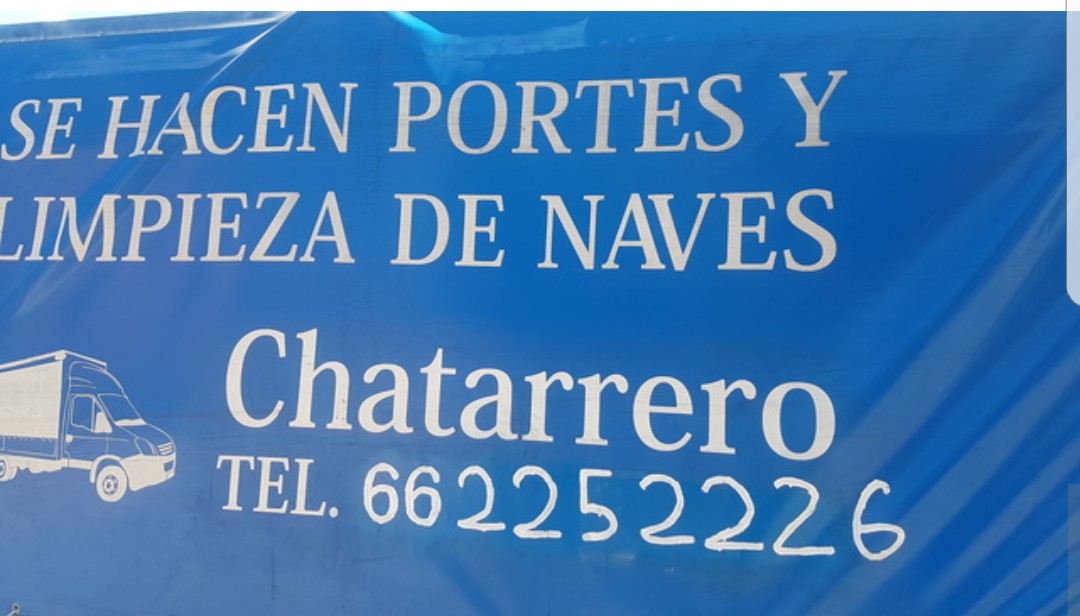 SE HACEN PORTES Y
LIMPIEZA DE NAVES
Chatarrero
TEL. 662252226